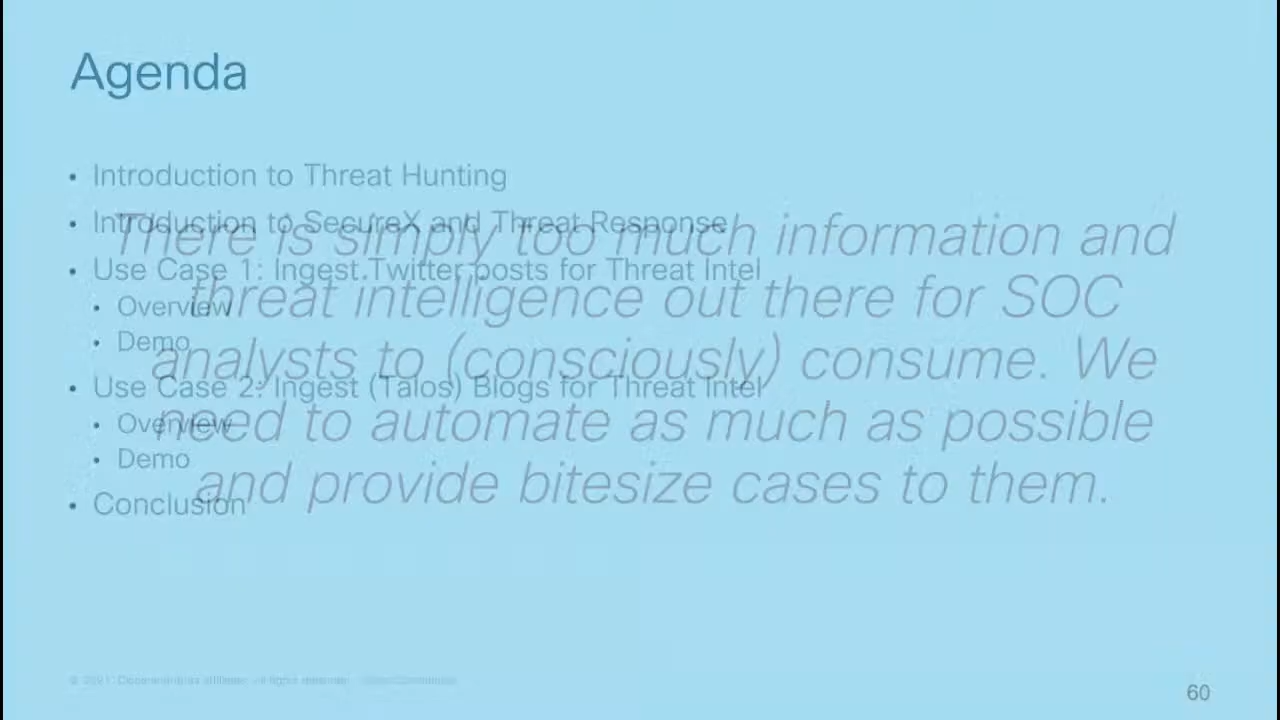 Agenda
• Introduction to Threat Hunting
• Introduction to SecureX and Threat Response
• Use Case 1: Ingest Twitter posts for Threat Intel
• Overview
• Demo
• Use Case 2: Ingest (Talos) Blogs for Threat Intel
• Overview
• Demo
• Conclusion
There is simply too much information and
threat intelligence out there for SOC
analysts to (consciously) consume. We
need to automate as much as possible
and provide bitesize cases to them.
© 2021
60